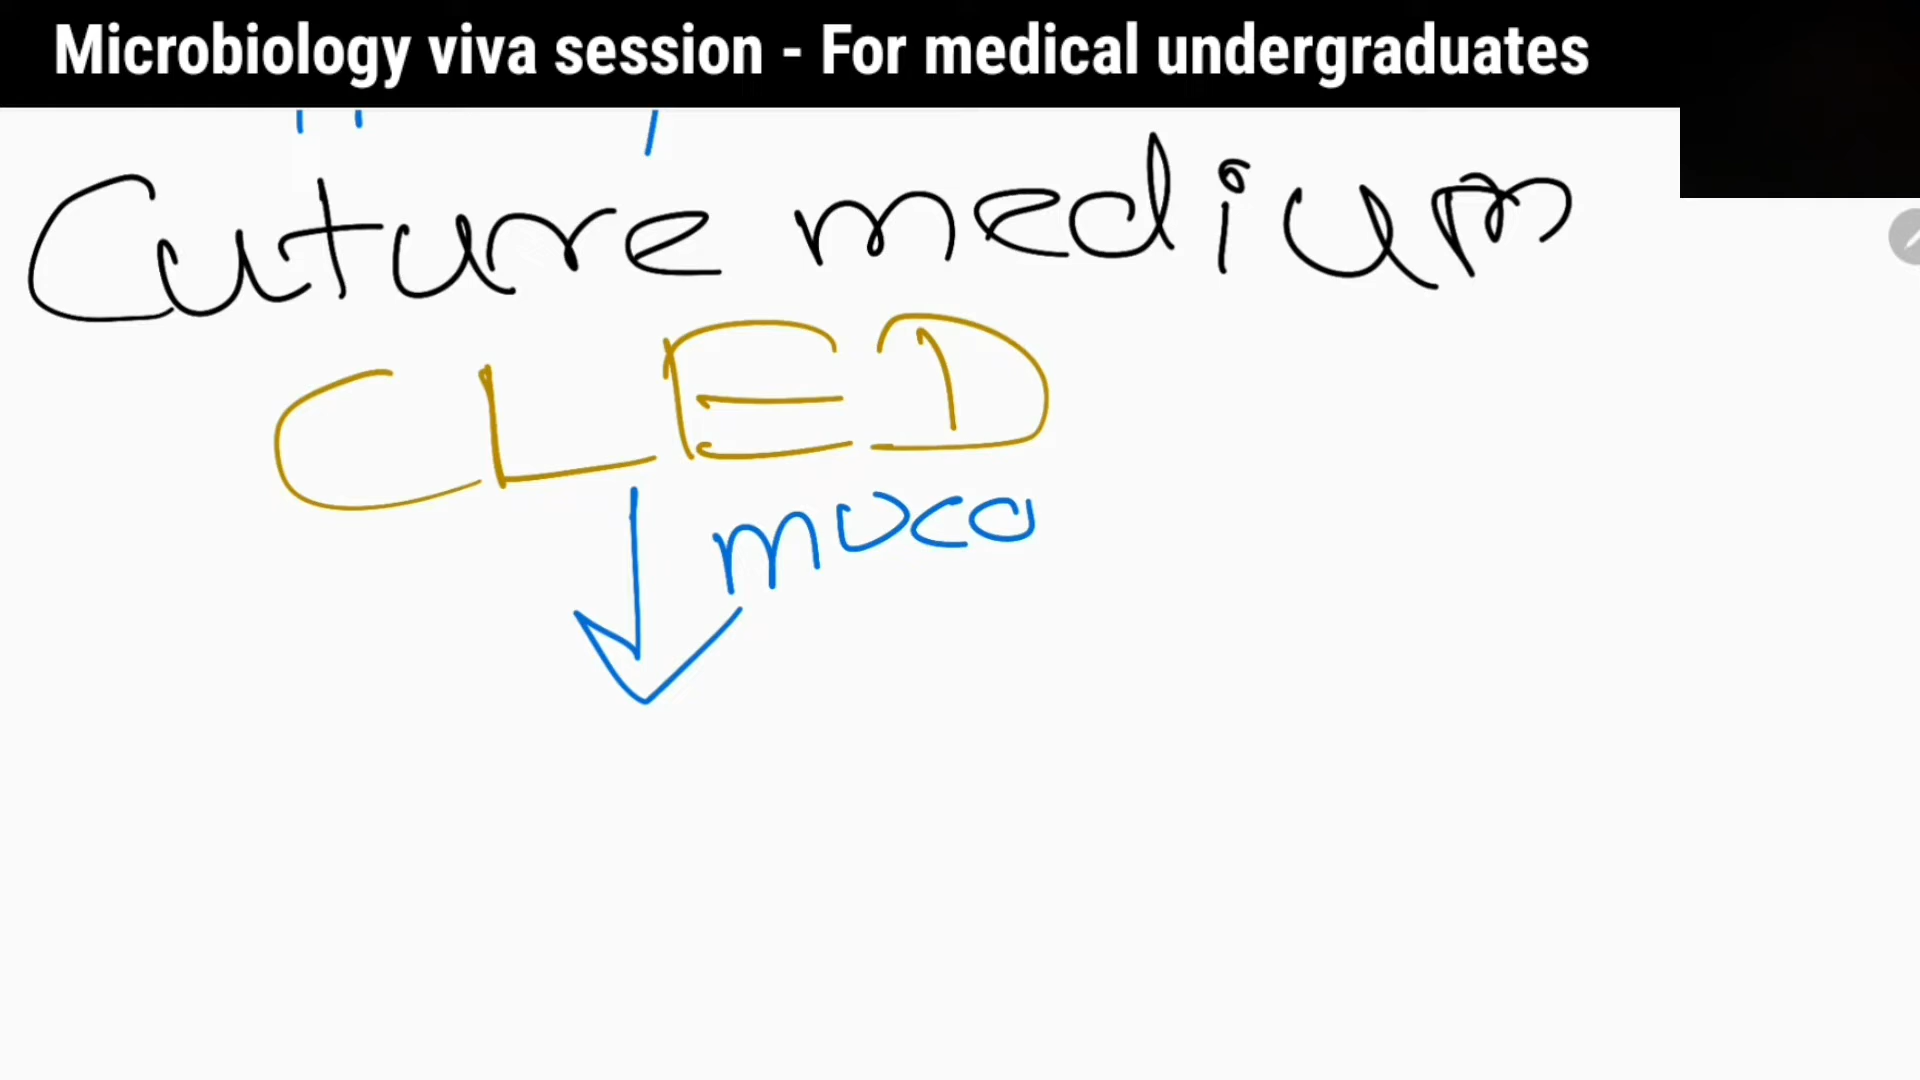 Microbiology viva session - For medical undergraduates
Cuture medium
CLED
muco